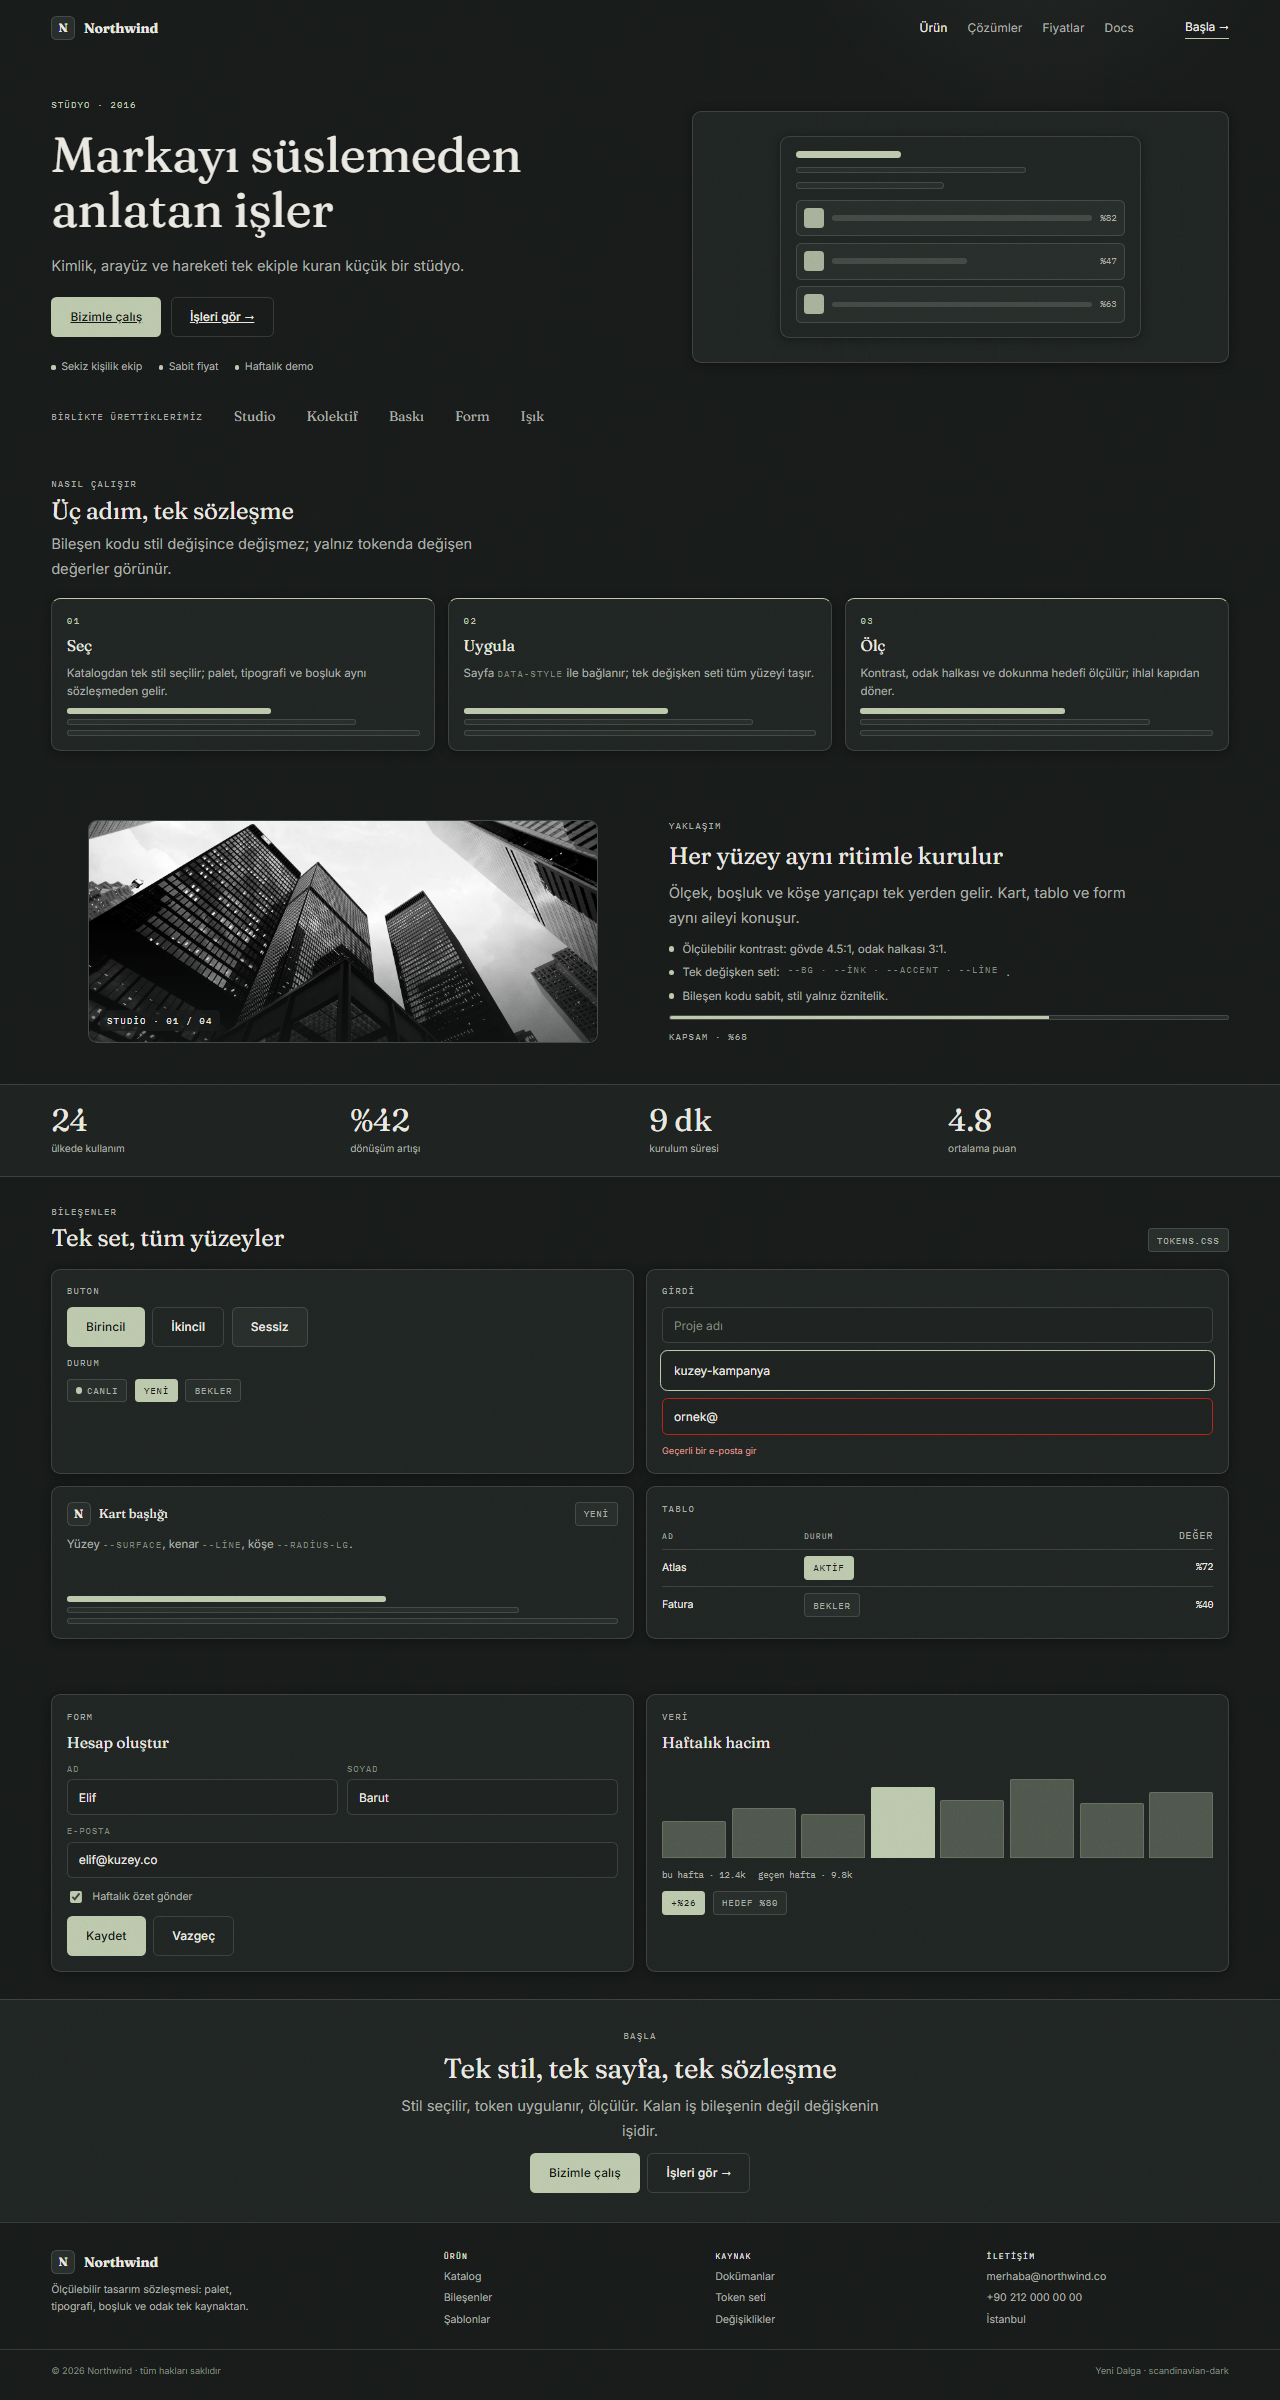 N Northwind
Ürün Çözümler Fiyatlar Docs Başla →
STÜDYO · 2016
Markayı süslemeden
anlatan işler
Kimlik, arayüz ve hareketi tek ekiple kuran küçük bir stüdyo.
Bizimle çalış İşleri gör →
Sekiz kişilik ekip Sabit fiyat Haftalık demo
%82
%47
%63
BİRLİKTE ÜRETTİKLERİMİZ Studio Kolektif Baskı Form Işık
NASIL ÇALIŞIR
Üç adım, tek sözleşme
Bileşen kodu stil değişince değişmez; yalnız tokenda değişen
değerler görünür.
01
Seç
Katalogdan tek stil seçilir; palet, tipografi ve boşluk aynı
sözleşmeden gelir.
02
Uygula
Sayfa DATA-STYLE ile bağlanır; tek değişken seti tüm yüzeyi taşır.
03
Ölç
Kontrast, odak halkası ve dokunma hedefi ölçülür; ihlal kapıdan
döner.
STUDİO · 01 / 04
YAKLAŞIM
Her yüzey aynı ritimle kurulur
Ölçek, boşluk ve köşe yarıçapı tek yerden gelir. Kart, tablo ve form
aynı aileyi konuşur.
Ölçülebilir kontrast: gövde 4.5:1, odak halkası 3:1.
Tek değişken seti: --BG · --İNK · --ACCENT · --LİNE .
Bileşen kodu sabit, stil yalnız öznitelik.
KAPSAM · %68
24
ülkede kullanım
%42
dönüşüm artışı
9 dk
kurulum süresi
4.8
ortalama puan
BİLEŞENLER
Tek set, tüm yüzeyler
TOKENS.CSS
BUTON
Birincil İkincil Sessiz
DURUM
CANLI YENİ BEKLER
GİRDİ
Proje adı
kuzey-kampanya
ornek@
Geçerli bir e-posta gir
N Kart başlığı YENİ
Yüzey --SURFACE, kenar --LİNE, köşe --RADİUS-LG.
TABLO
AD DURUM DEĞER
Atlas AKTİF %72
Fatura BEKLER %40
FORM
Hesap oluştur
AD SOYAD
Elif Barut
E-POSTA
elif@kuzey.co
Haftalık özet gönder
Kaydet Vazgeç
VERİ
Haftalık hacim
bu hafta · 12.4k geçen hafta · 9.8k
+%26 HEDEF %80
BAŞLA
Tek stil, tek sayfa, tek sözleşme
Stil seçilir, token uygulanır, ölçülür. Kalan iş bileşenin değil değişkenin
işidir.
Bizimle çalış İşleri gör →
N Northwind
Ölçülebilir tasarım sözleşmesi: palet,
tipografi, boşluk ve odak tek kaynaktan.
ÜRÜN
Katalog
Bileşenler
Şablonlar
KAYNAK
Dokümanlar
Token seti
Değişiklikler
İLETİŞİM
merhaba@northwind.co
+90 212 000 00 00
İstanbul
© 2026 Northwind · tüm hakları saklıdır
Yeni Dalga · scandinavian-dark